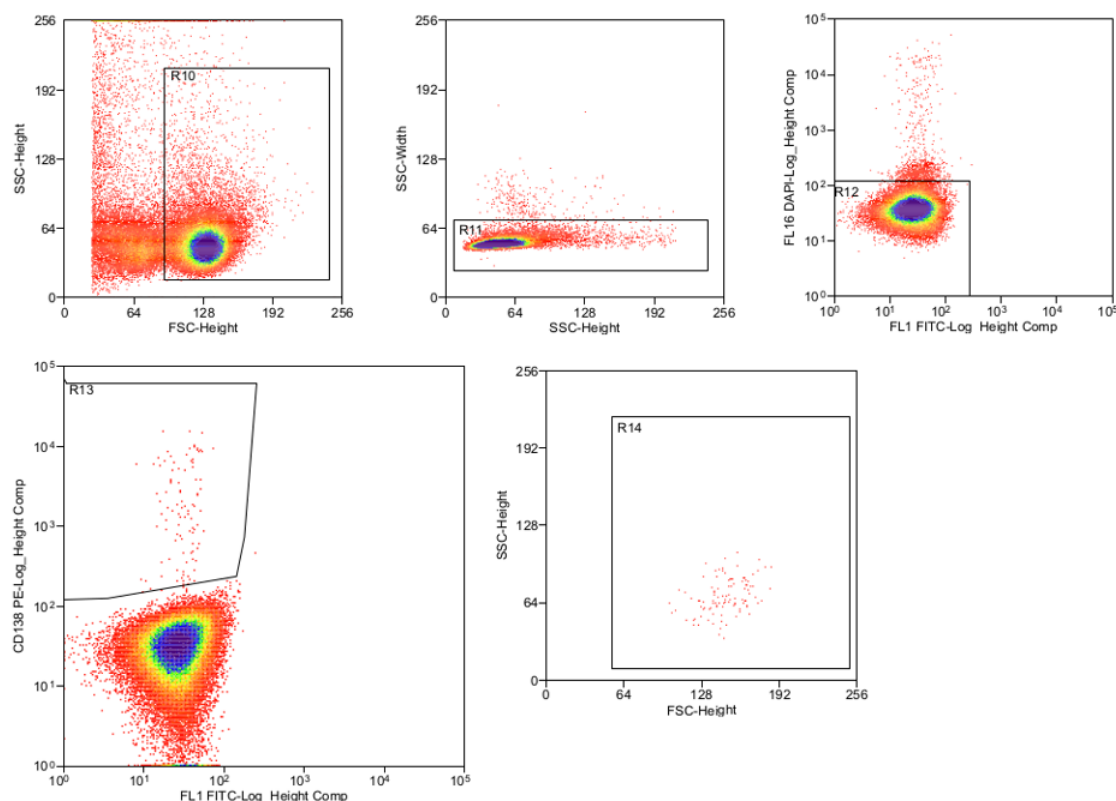 256
192
128
64
0
SSC-Height
R10
0 64 128 192 256
FSC-Height
256
192
128
64
0
SSC-Width
R11
0 64 128 192 256
SSC-Height
10⁵
10⁴
10³
10²
10¹
10⁰
FL16 DAPI-Log_Height Comp
R12
10⁰ 10¹ 10² 10³ 10⁴ 10⁵
FL1 FITC-Log_Height Comp
10⁵
10⁴
10³
10²
10¹
10⁰
CD138 PE-Log_Height Comp
R13
10⁰ 10¹ 10² 10³ 10⁴ 10⁵
FL1 FITC-Log_Height Comp
256
192
128
64
0
SSC-Height
R14
0 64 128 192 256
FSC-Height